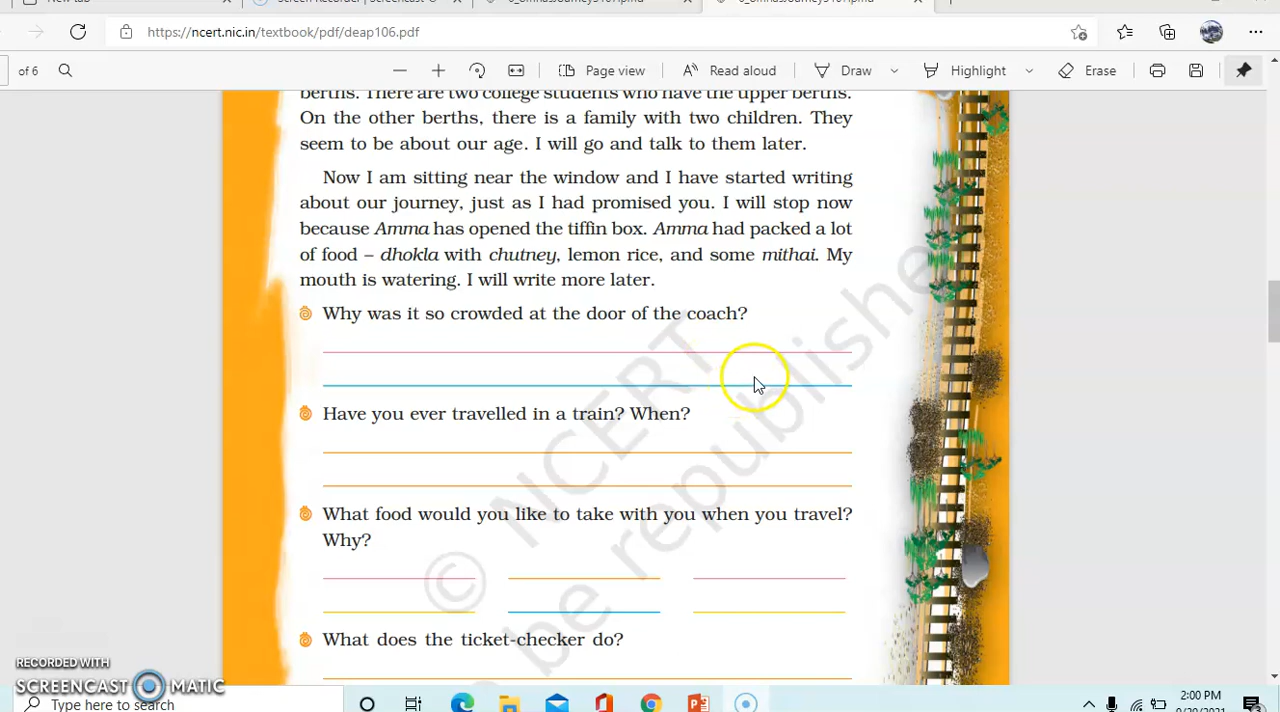 New tab
https://ncert.nic.in/textbook/pdf/deap106.pdf
of 6
Page view
Read aloud
Draw
Highlight
Erase
berths. There are two college students who have the upper berths.
On the other berths, there is a family with two children. They
seem to be about our age. I will go and talk to them later.
Now I am sitting near the window and I have started writing
about our journey, just as I had promised you. I will stop now
because Amma has opened the tiffin box. Amma had packed a lot
of food – dhokla with chutney, lemon rice, and some mithai. My
mouth is watering. I will write more later.
Why was it so crowded at the door of the coach?
Have you ever travelled in a train? When?
What food would you like to take with you when you travel?
Why?
What does the ticket-checker do?
© NCERT
be republished
RECORDED WITH
SCREENCAST MATIC
Type here to search
2:00 PM